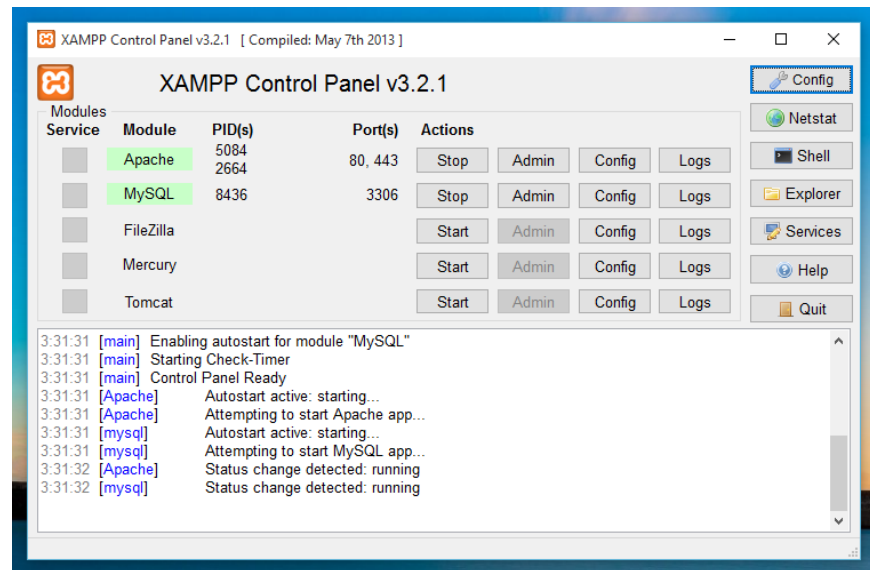 XAMPP Control Panel v3.2.1 [ Compiled: May 7th 2013 ]
XAMPP Control Panel v3.2.1
Config
Modules
Service Module PID(s) Port(s) Actions
Netstat
Apache 5084 2664 80, 443 Stop Admin Config Logs
Shell
MySQL 8436 3306 Stop Admin Config Logs
Explorer
FileZilla Start Admin Config Logs
Services
Mercury Start Admin Config Logs
Help
Tomcat Start Admin Config Logs
Quit
3:31:31 [main] Enabling autostart for module "MySQL"
3:31:31 [main] Starting Check-Timer
3:31:31 [main] Control Panel Ready
3:31:31 [Apache] Autostart active: starting...
3:31:31 [Apache] Attempting to start Apache app...
3:31:31 [mysql] Autostart active: starting...
3:31:31 [mysql] Attempting to start MySQL app...
3:31:32 [Apache] Status change detected: running
3:31:32 [mysql] Status change detected: running